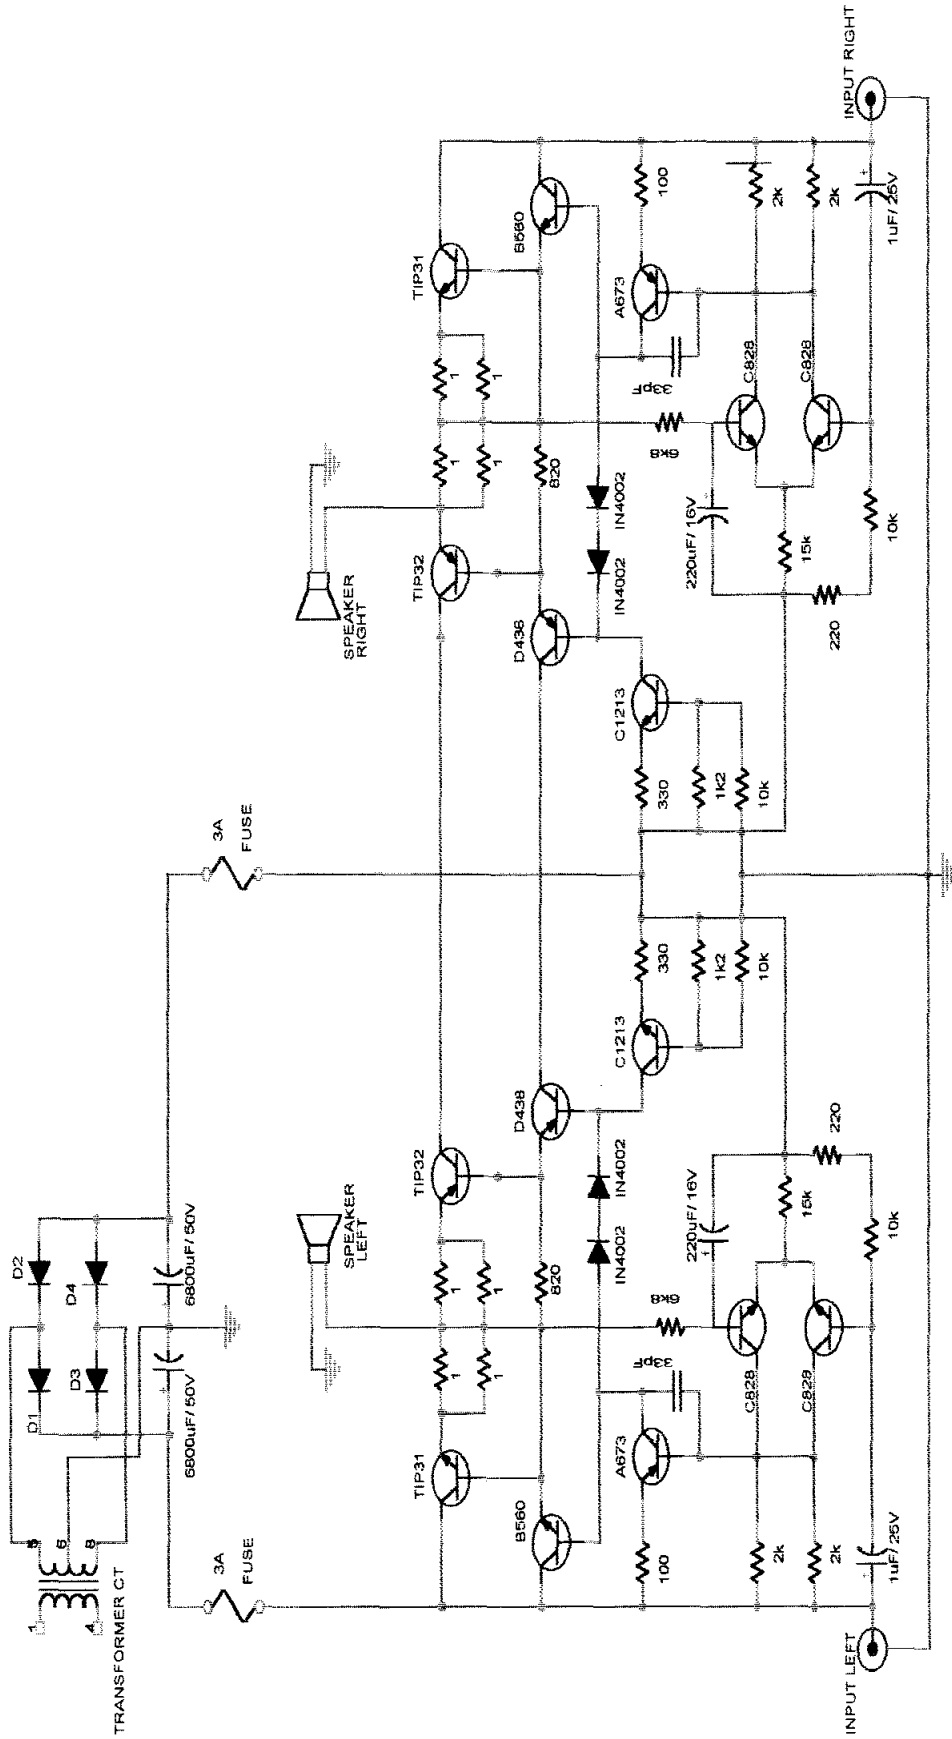 TRANSFORMER CT
1
4
5
6
8
D1
D2
D3
D4
6800uF/ 50V
6800uF/ 50V
3A
FUSE
3A
FUSE
SPEAKER
LEFT
SPEAKER
RIGHT
TIP31
1
1
1
1
TIP32
TIP32
1
1
1
1
TIP31
B560
820
D438
D438
820
B560
IN4002
IN4002
IN4002
IN4002
100
A673
33pF
6k8
C1213
330
330
C1213
6k8
33pF
A673
100
1k2
1k2
10k
10k
2k
C828
220uF/ 16V
220uF/ 16V
C828
2k
2k
C828
15k
220
220
15k
C828
2k
1uF/ 25V
10k
10k
1uF/ 25V
INPUT LEFT
INPUT RIGHT